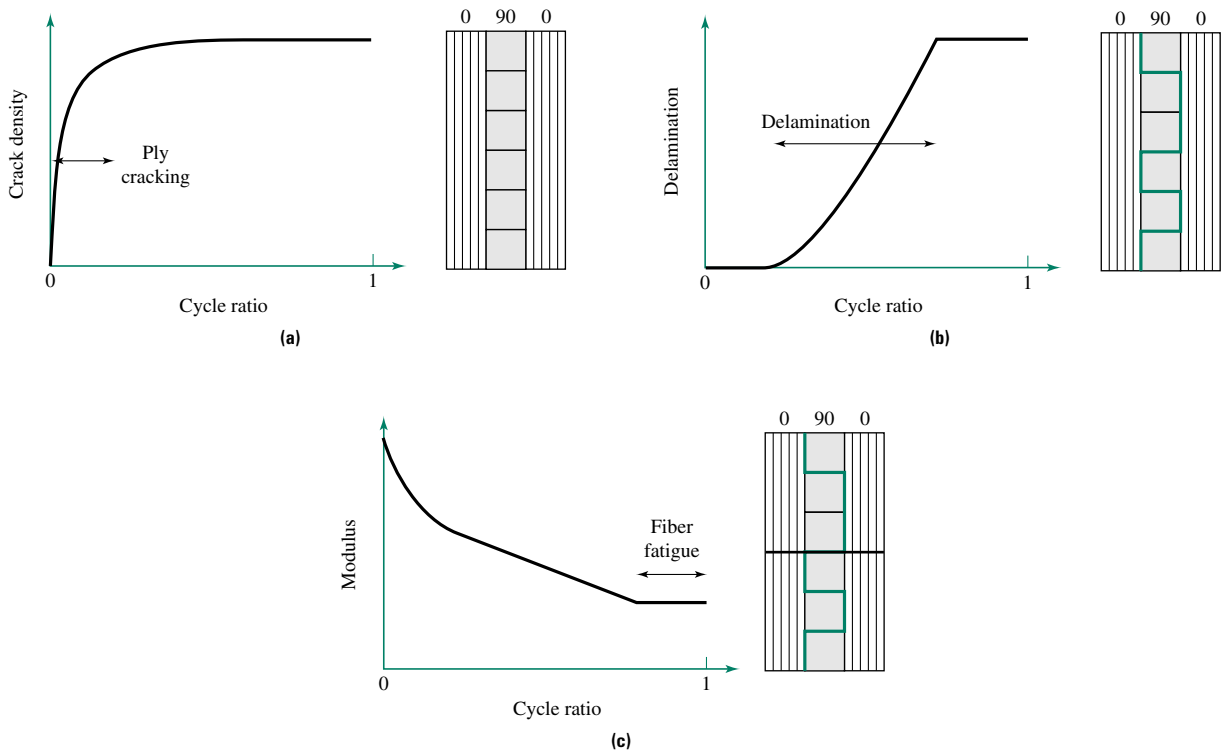 0 90 0
Crack density
Ply
cracking
0
1
Cycle ratio
(a)
0 90 0
Delamination
Delamination
0
1
Cycle ratio
(b)
0 90 0
Modulus
Fiber
fatigue
0
1
Cycle ratio
(c)